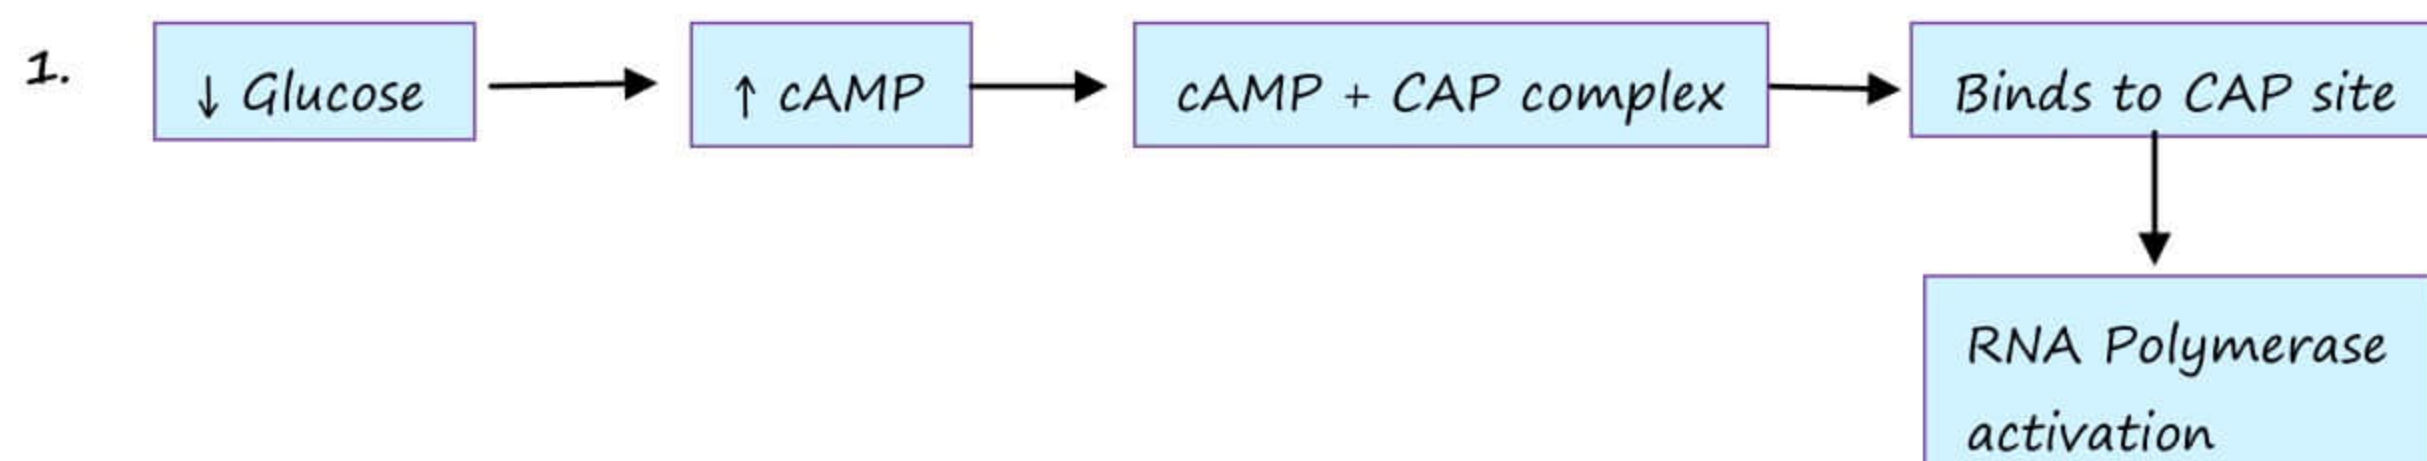 1. ↓ Glucose ↑ cAMP cAMP + CAP complex Binds to CAP site
RNA Polymerase
activation